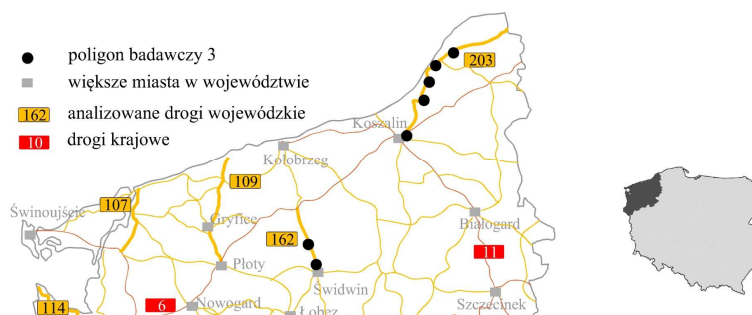 poligon badawczy 3
większe miasta w województwie
162 analizowane drogi wojewódzkie
10 drogi krajowe
203
Koszalin
Kołobrzeg
109
107
Świnoujście
Gryfice
Białogard
162
11
Płoty
Świdwin
114
6
Nowogard
Szczecinek
Łobez